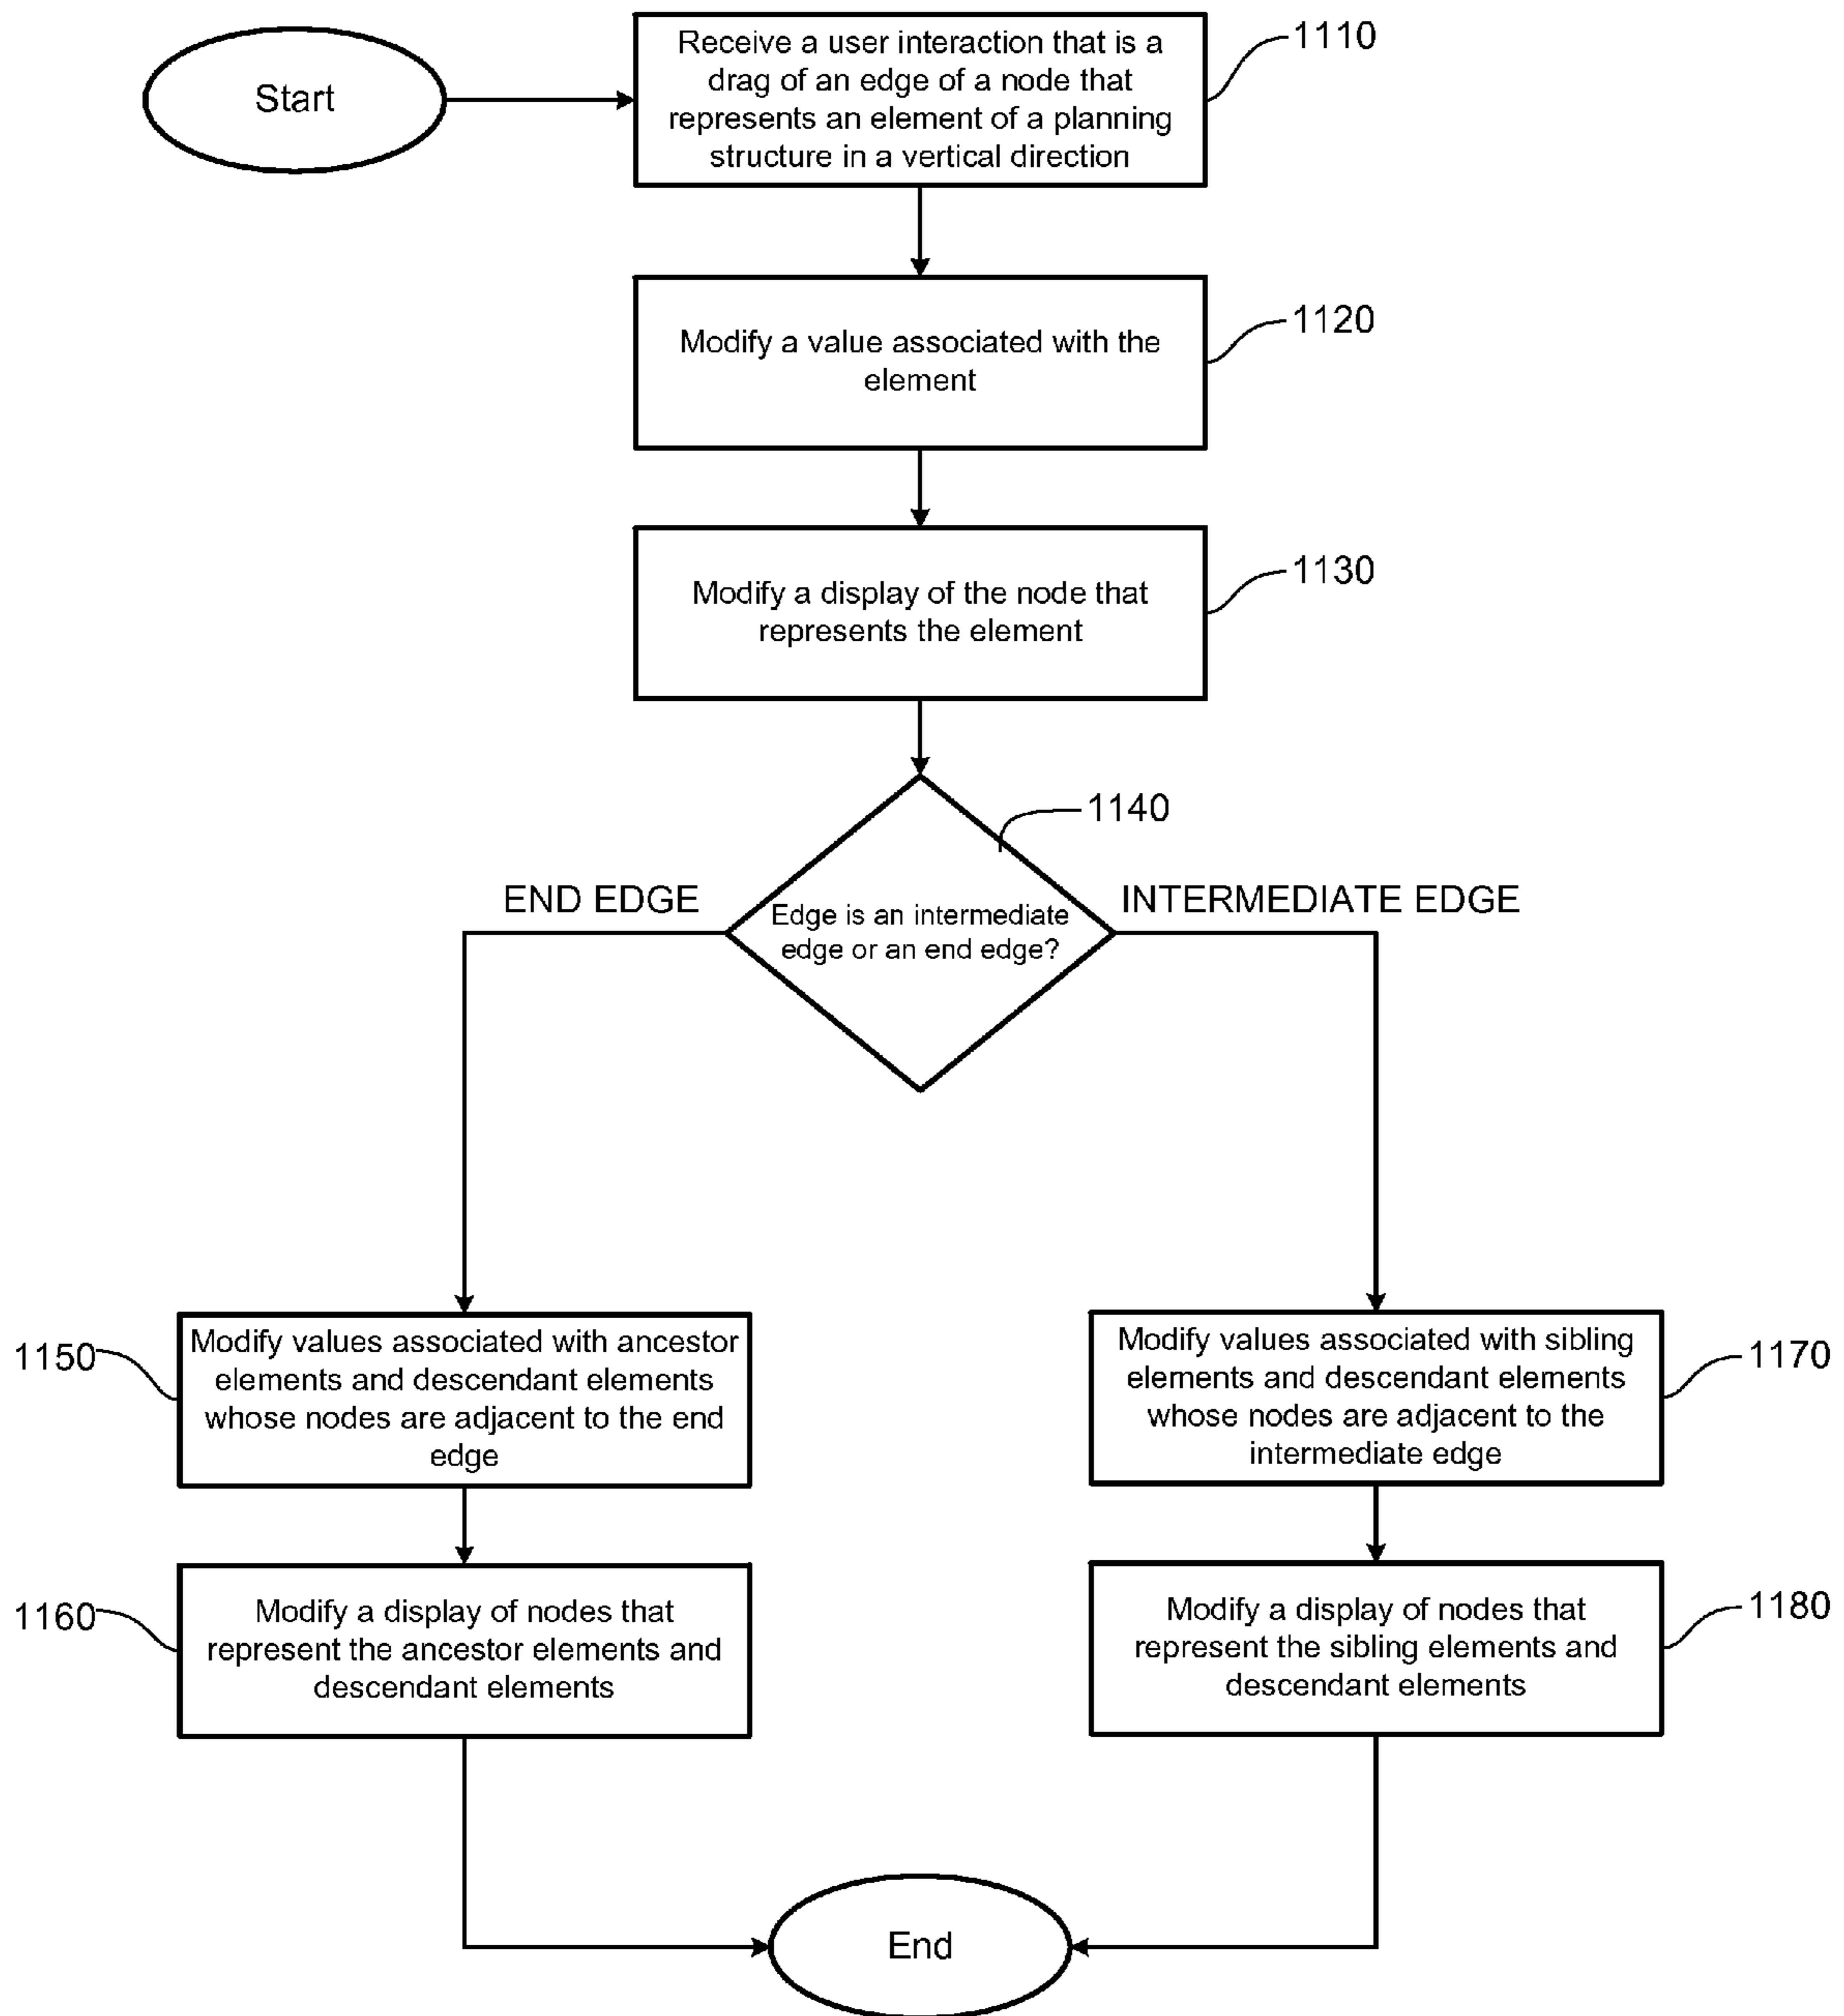 Start
Receive a user interaction that is a
drag of an edge of a node that
represents an element of a planning
structure in a vertical direction
1110
Modify a value associated with the
element
1120
Modify a display of the node that
represents the element
1130
1140
END EDGE
Edge is an intermediate
edge or an end edge?
INTERMEDIATE EDGE
1150
Modify values associated with ancestor
elements and descendant elements
whose nodes are adjacent to the end
edge
Modify values associated with sibling
elements and descendant elements
whose nodes are adjacent to the
intermediate edge
1170
1160
Modify a display of nodes that
represent the ancestor elements and
descendant elements
Modify a display of nodes that
represent the sibling elements and
descendant elements
1180
End